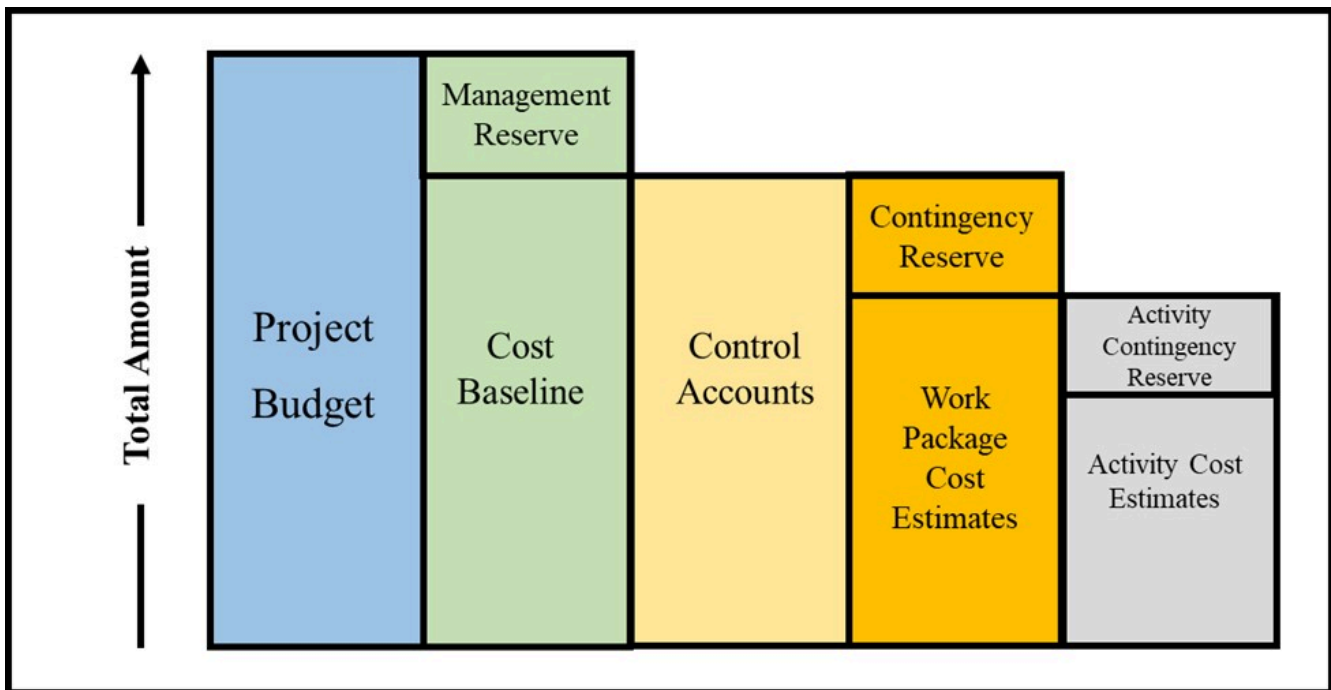 Total Amount
Project
Budget
Management
Reserve
Cost
Baseline
Control
Accounts
Contingency
Reserve
Work
Package
Cost
Estimates
Activity
Contingency
Reserve
Activity Cost
Estimates